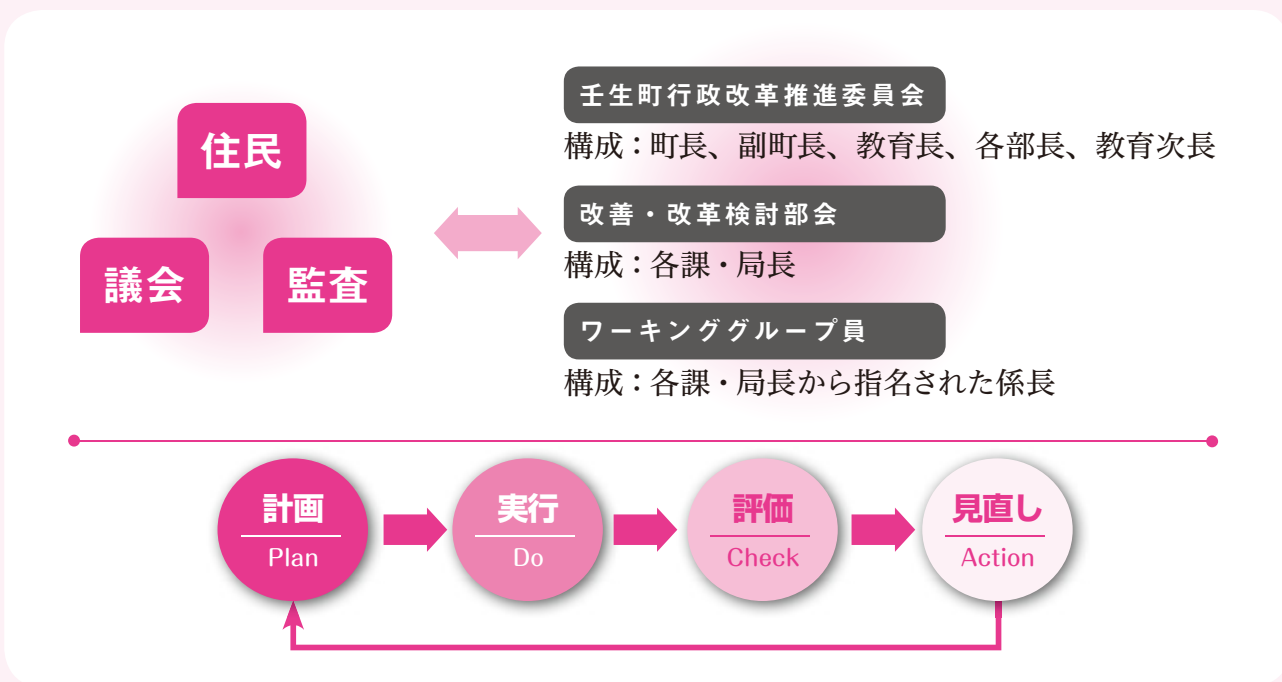 住民
議会
監査
壬生町行政改革推進委員会
構成：町長、副町長、教育長、各部長、教育次長
改善・改革検討部会
構成：各課・局長
ワーキンググループ員
構成：各課・局長から指名された係長
計画
Plan
実行
Do
評価
Check
見直し
Action